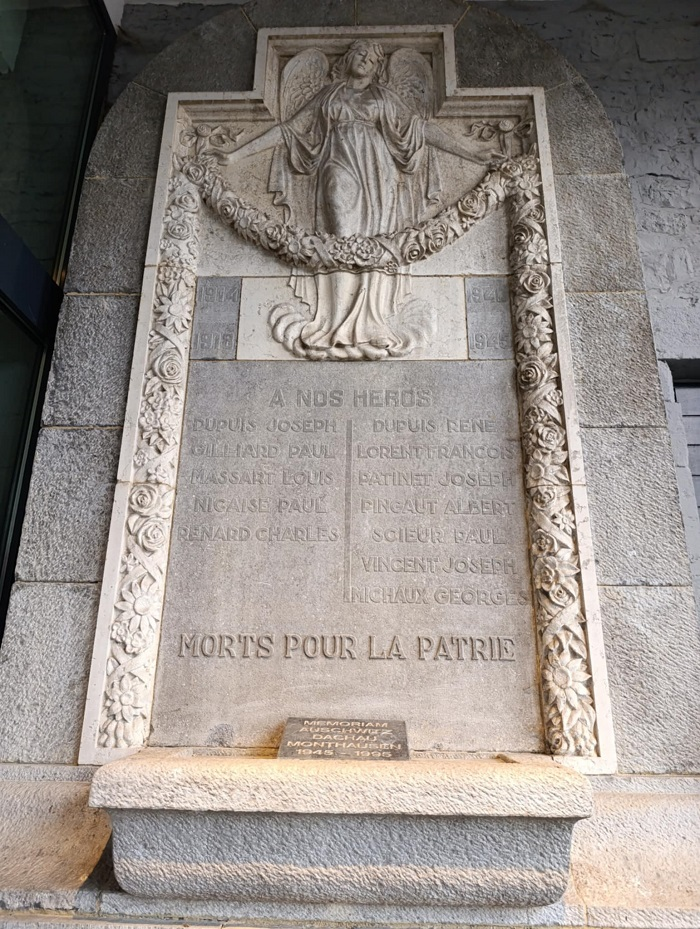 1914
1918
1940
1945
A NOS HEROS
DUPUIS JOSEPH
GILLIARD PAUL
MASSART LOUIS
NICAISE PAUL
RENARD CHARLES
DUPUIS RENE
LORENT FRANCOIS
PATINET JOSEPH
PINGAUT ALBERT
SCIEUR PAUL
VINCENT JOSEPH
MICHAUX GEORGES
MORTS POUR LA PATRIE
MEMORIAM
AUSCHWITZ
DACHAU
MONTHAUSEN
1945 - 1995